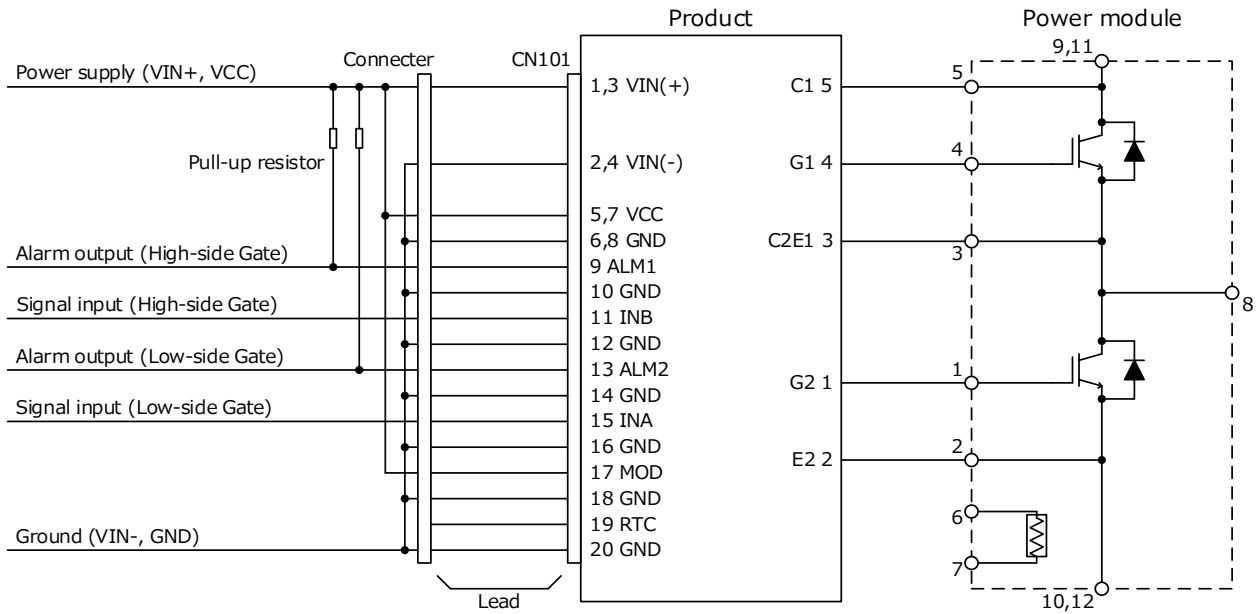 Product
Power module
Connecter
CN101
9,11
Power supply (VIN+, VCC)
1,3 VIN(+)
C1 5
5
Pull-up resistor
2,4 VIN(-)
G1 4
4
5,7 VCC
Alarm output (High-side Gate)
6,8 GND
C2E1 3
3
9 ALM1
10 GND
8
Signal input (High-side Gate)
11 INB
12 GND
Alarm output (Low-side Gate)
13 ALM2
G2 1
1
14 GND
Signal input (Low-side Gate)
15 INA
16 GND
E2 2
2
17 MOD
18 GND
6
19 RTC
Ground (VIN-, GND)
20 GND
7
Lead
10,12